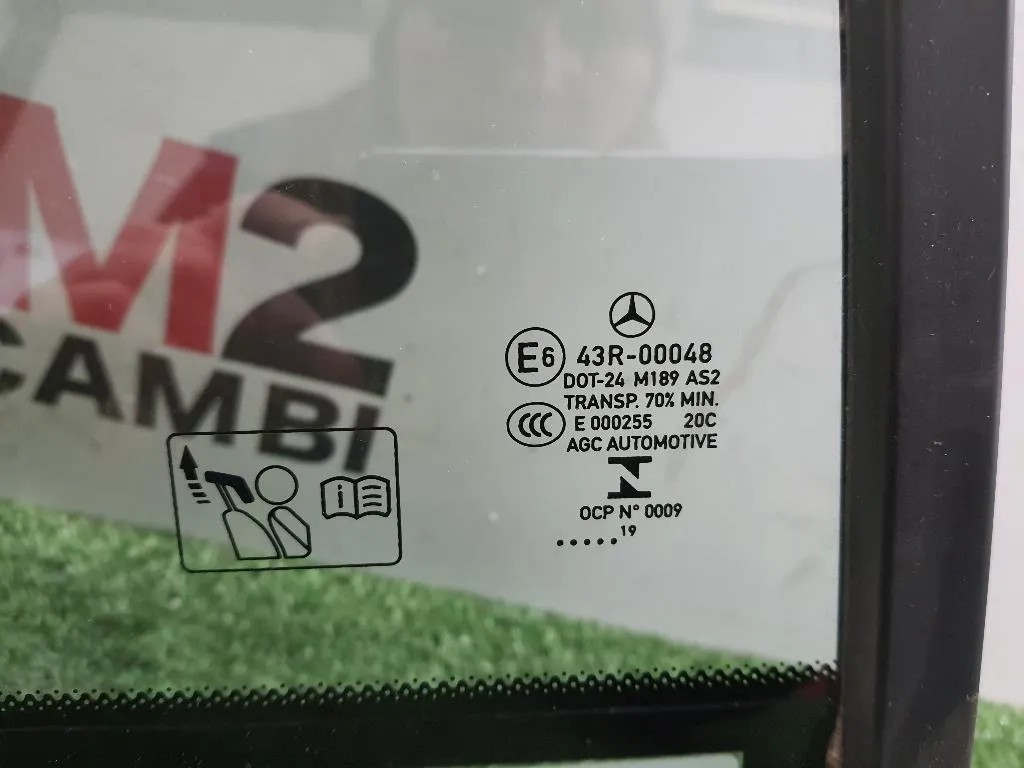 M2
CAMBI
E6 43R-00048
DOT-24 M189 AS2
TRANSP. 70% MIN.
CCC E 000255 20C
AGC AUTOMOTIVE
i
N
OCP N° 0009
.....19